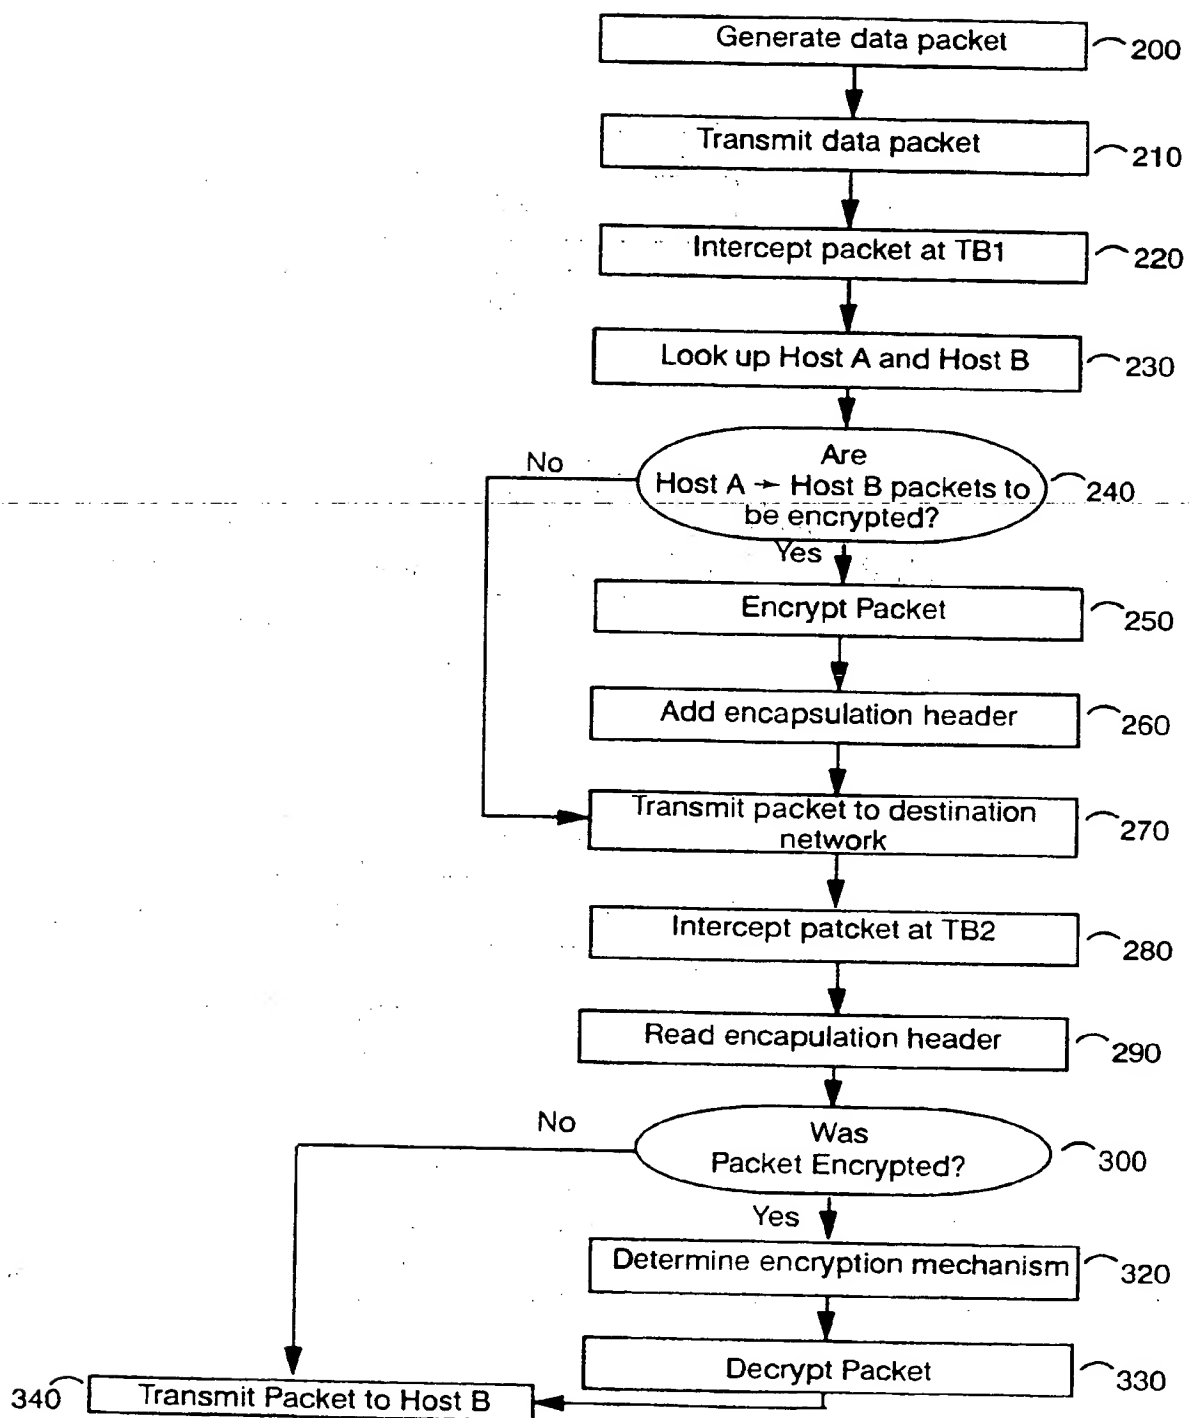 Generate data packet
200
Transmit data packet
210
Intercept packet at TB1
220
Look up Host A and Host B
230
Are
Host A → Host B packets to
be encrypted?
240
No
Yes
Encrypt Packet
250
Add encapsulation header
260
Transmit packet to destination
network
270
Intercept patcket at TB2
280
Read encapulation header
290
Was
Packet Encrypted?
300
No
Yes
Determine encryption mechanism
320
Decrypt Packet
330
340
Transmit Packet to Host B